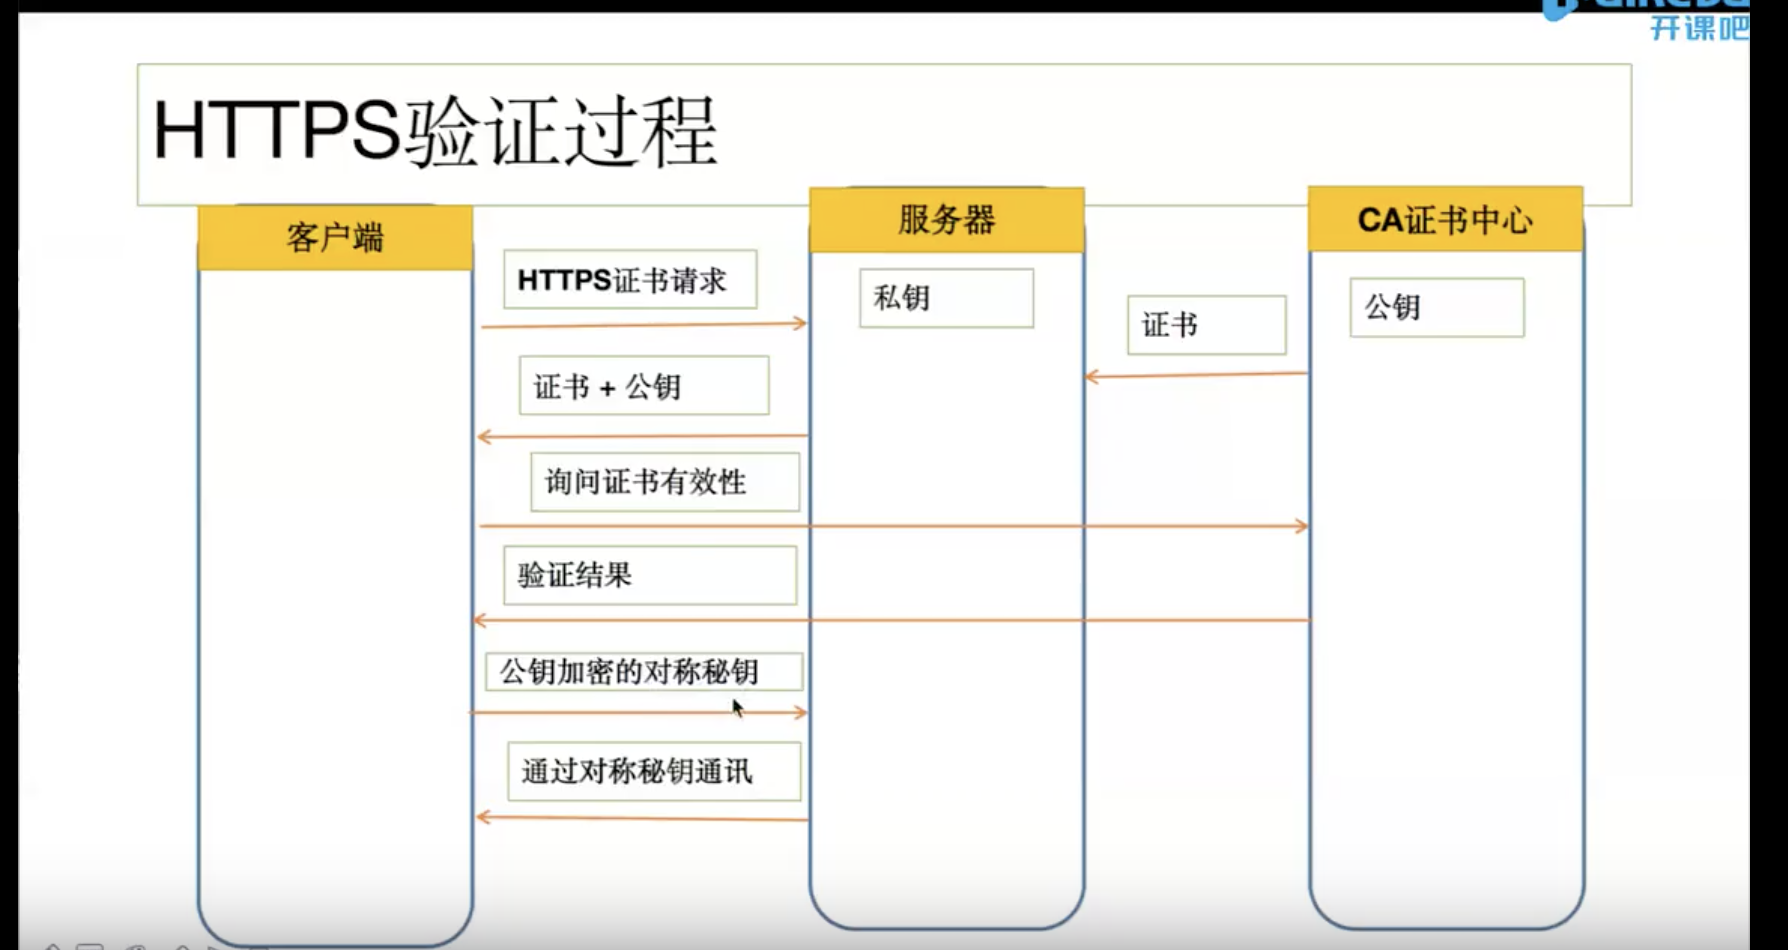 开课吧
HTTPS验证过程
客户端
服务器
CA证书中心
HTTPS证书请求
私钥
公钥
证书
证书 + 公钥
询问证书有效性
验证结果
公钥加密的对称秘钥
通过对称秘钥通讯